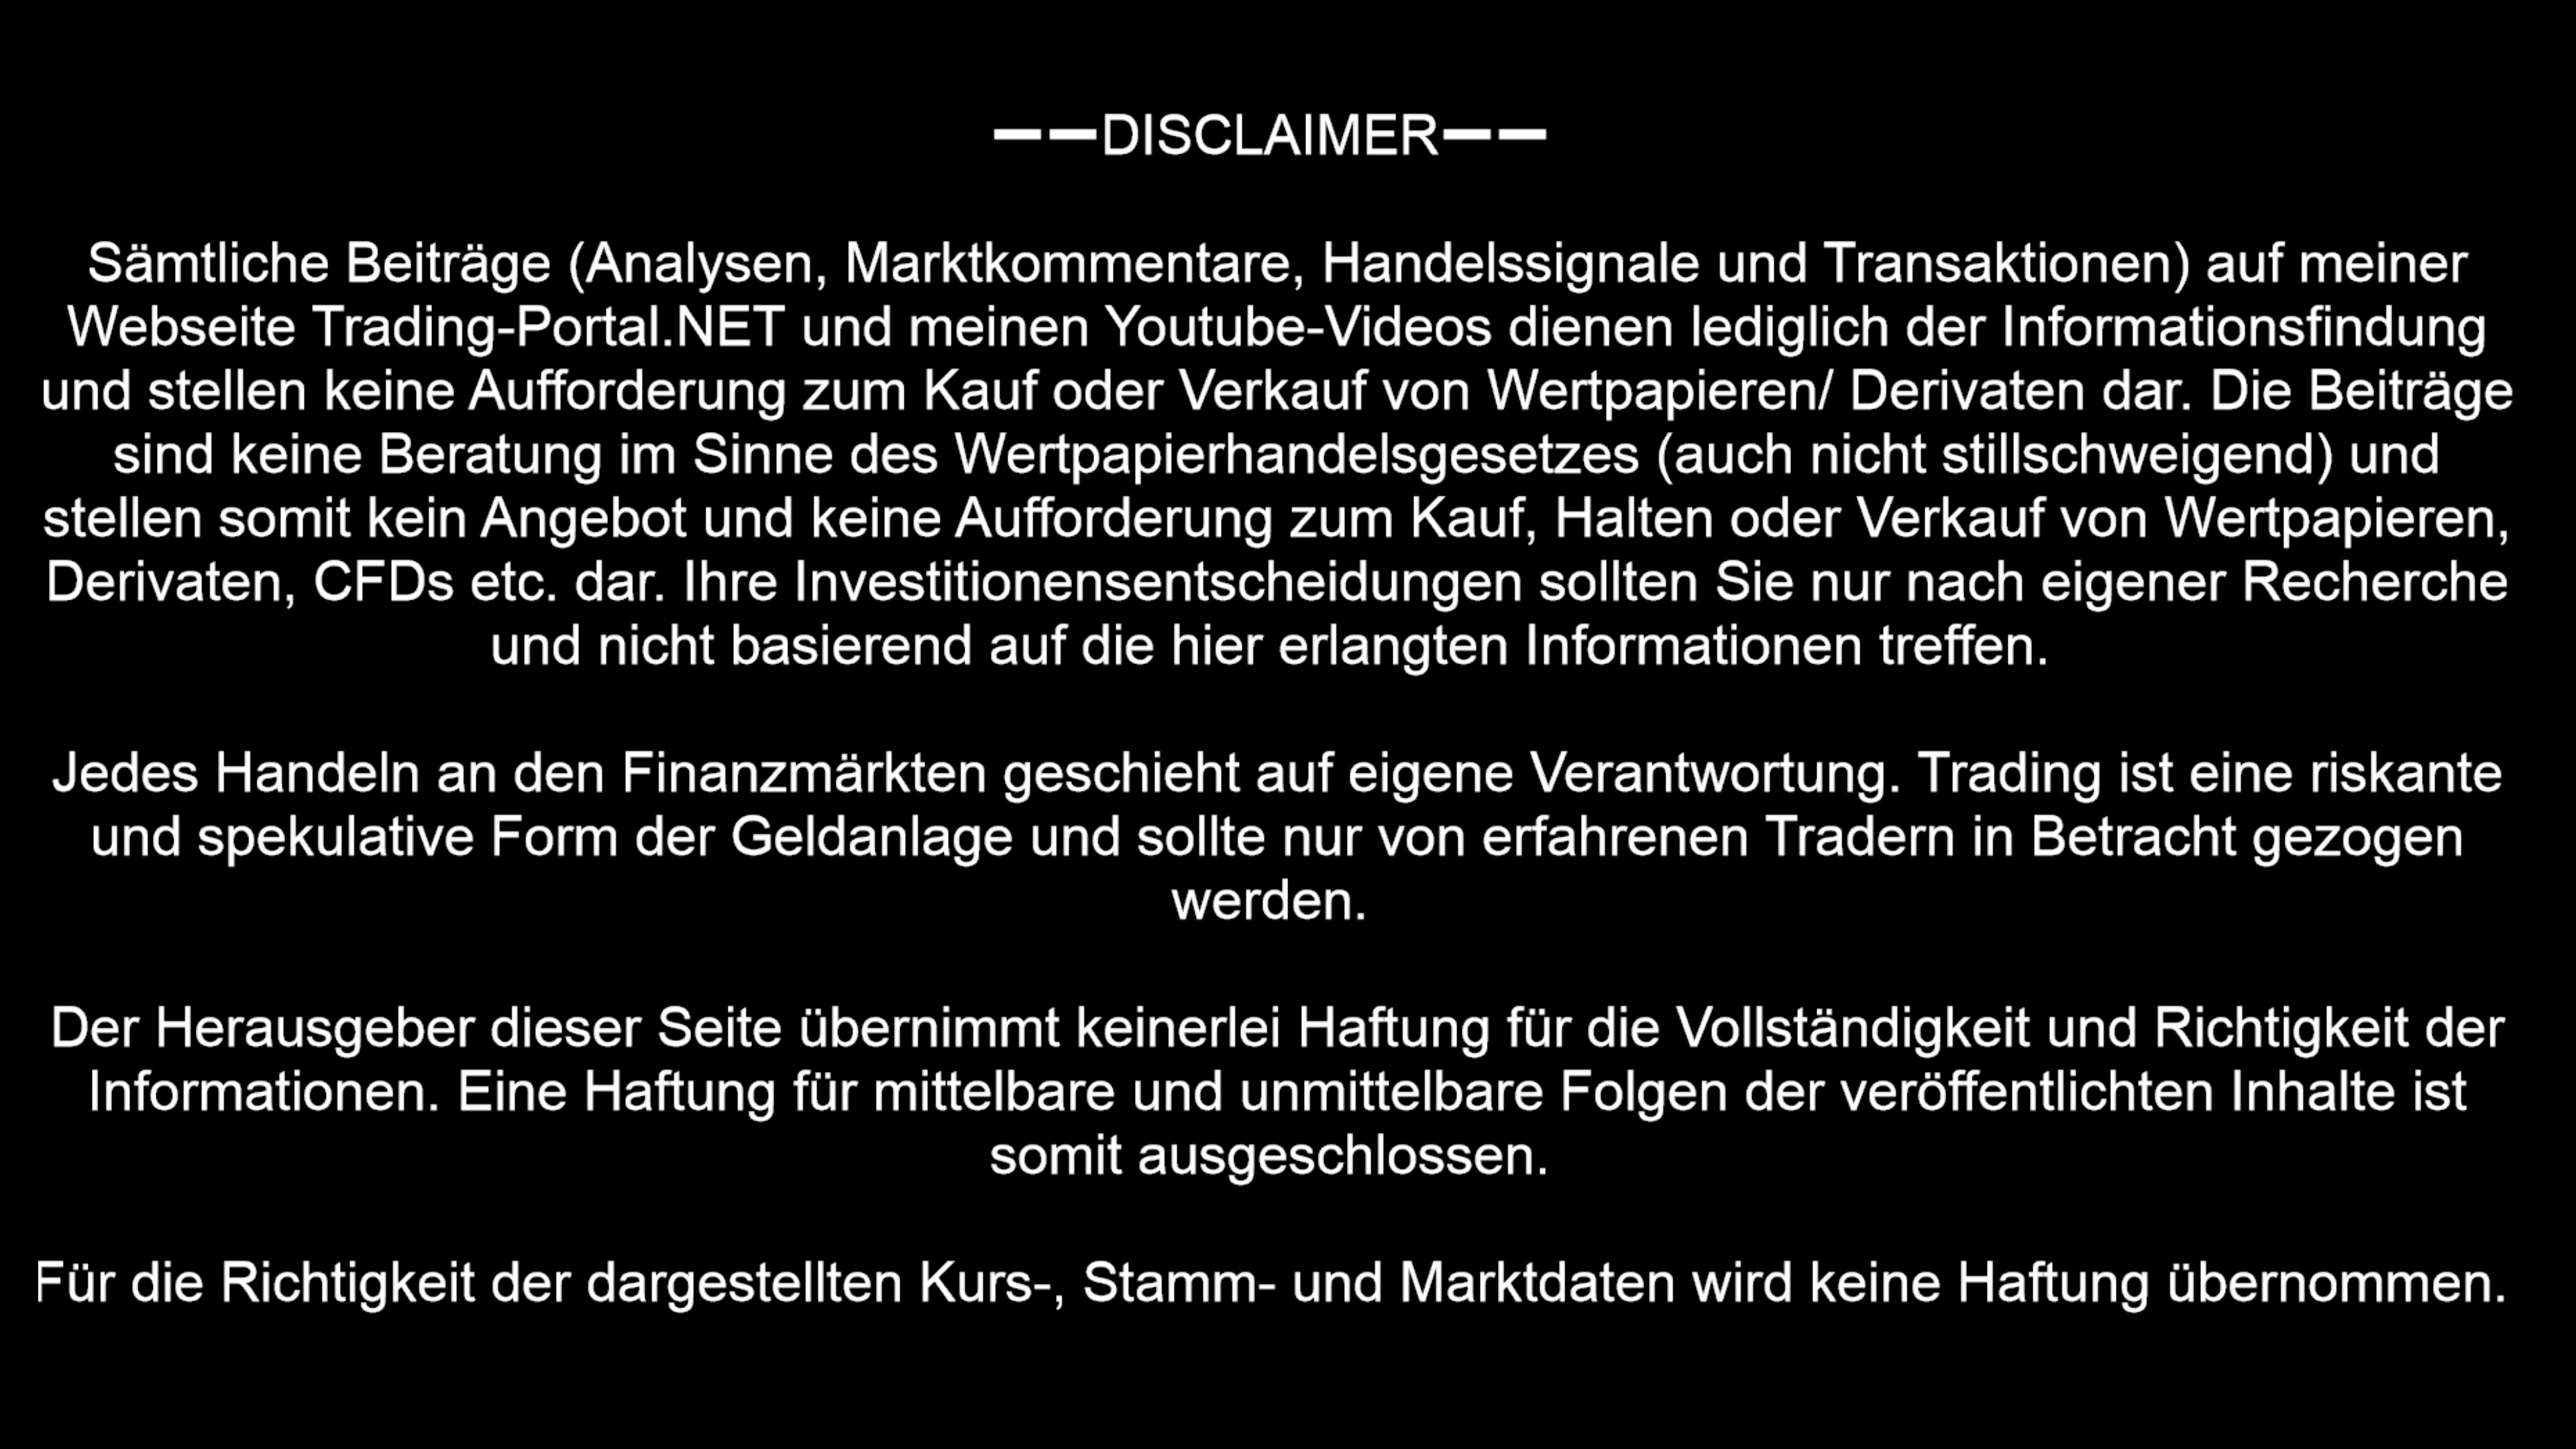 ——DISCLAIMER——
Sämtliche Beiträge (Analysen, Marktkommentare, Handelssignale und Transaktionen) auf meiner
Webseite Trading-Portal.NET und meinen Youtube-Videos dienen lediglich der Informationsfindung
und stellen keine Aufforderung zum Kauf oder Verkauf von Wertpapieren/ Derivaten dar. Die Beiträge
sind keine Beratung im Sinne des Wertpapierhandelsgesetzes (auch nicht stillschweigend) und
stellen somit kein Angebot und keine Aufforderung zum Kauf, Halten oder Verkauf von Wertpapieren,
Derivaten, CFDs etc. dar. Ihre Investitionensentscheidungen sollten Sie nur nach eigener Recherche
und nicht basierend auf die hier erlangten Informationen treffen.
Jedes Handeln an den Finanzmärkten geschieht auf eigene Verantwortung. Trading ist eine riskante
und spekulative Form der Geldanlage und sollte nur von erfahrenen Tradern in Betracht gezogen
werden.
Der Herausgeber dieser Seite übernimmt keinerlei Haftung für die Vollständigkeit und Richtigkeit der
Informationen. Eine Haftung für mittelbare und unmittelbare Folgen der veröffentlichten Inhalte ist
somit ausgeschlossen.
Für die Richtigkeit der dargestellten Kurs-, Stamm- und Marktdaten wird keine Haftung übernommen.